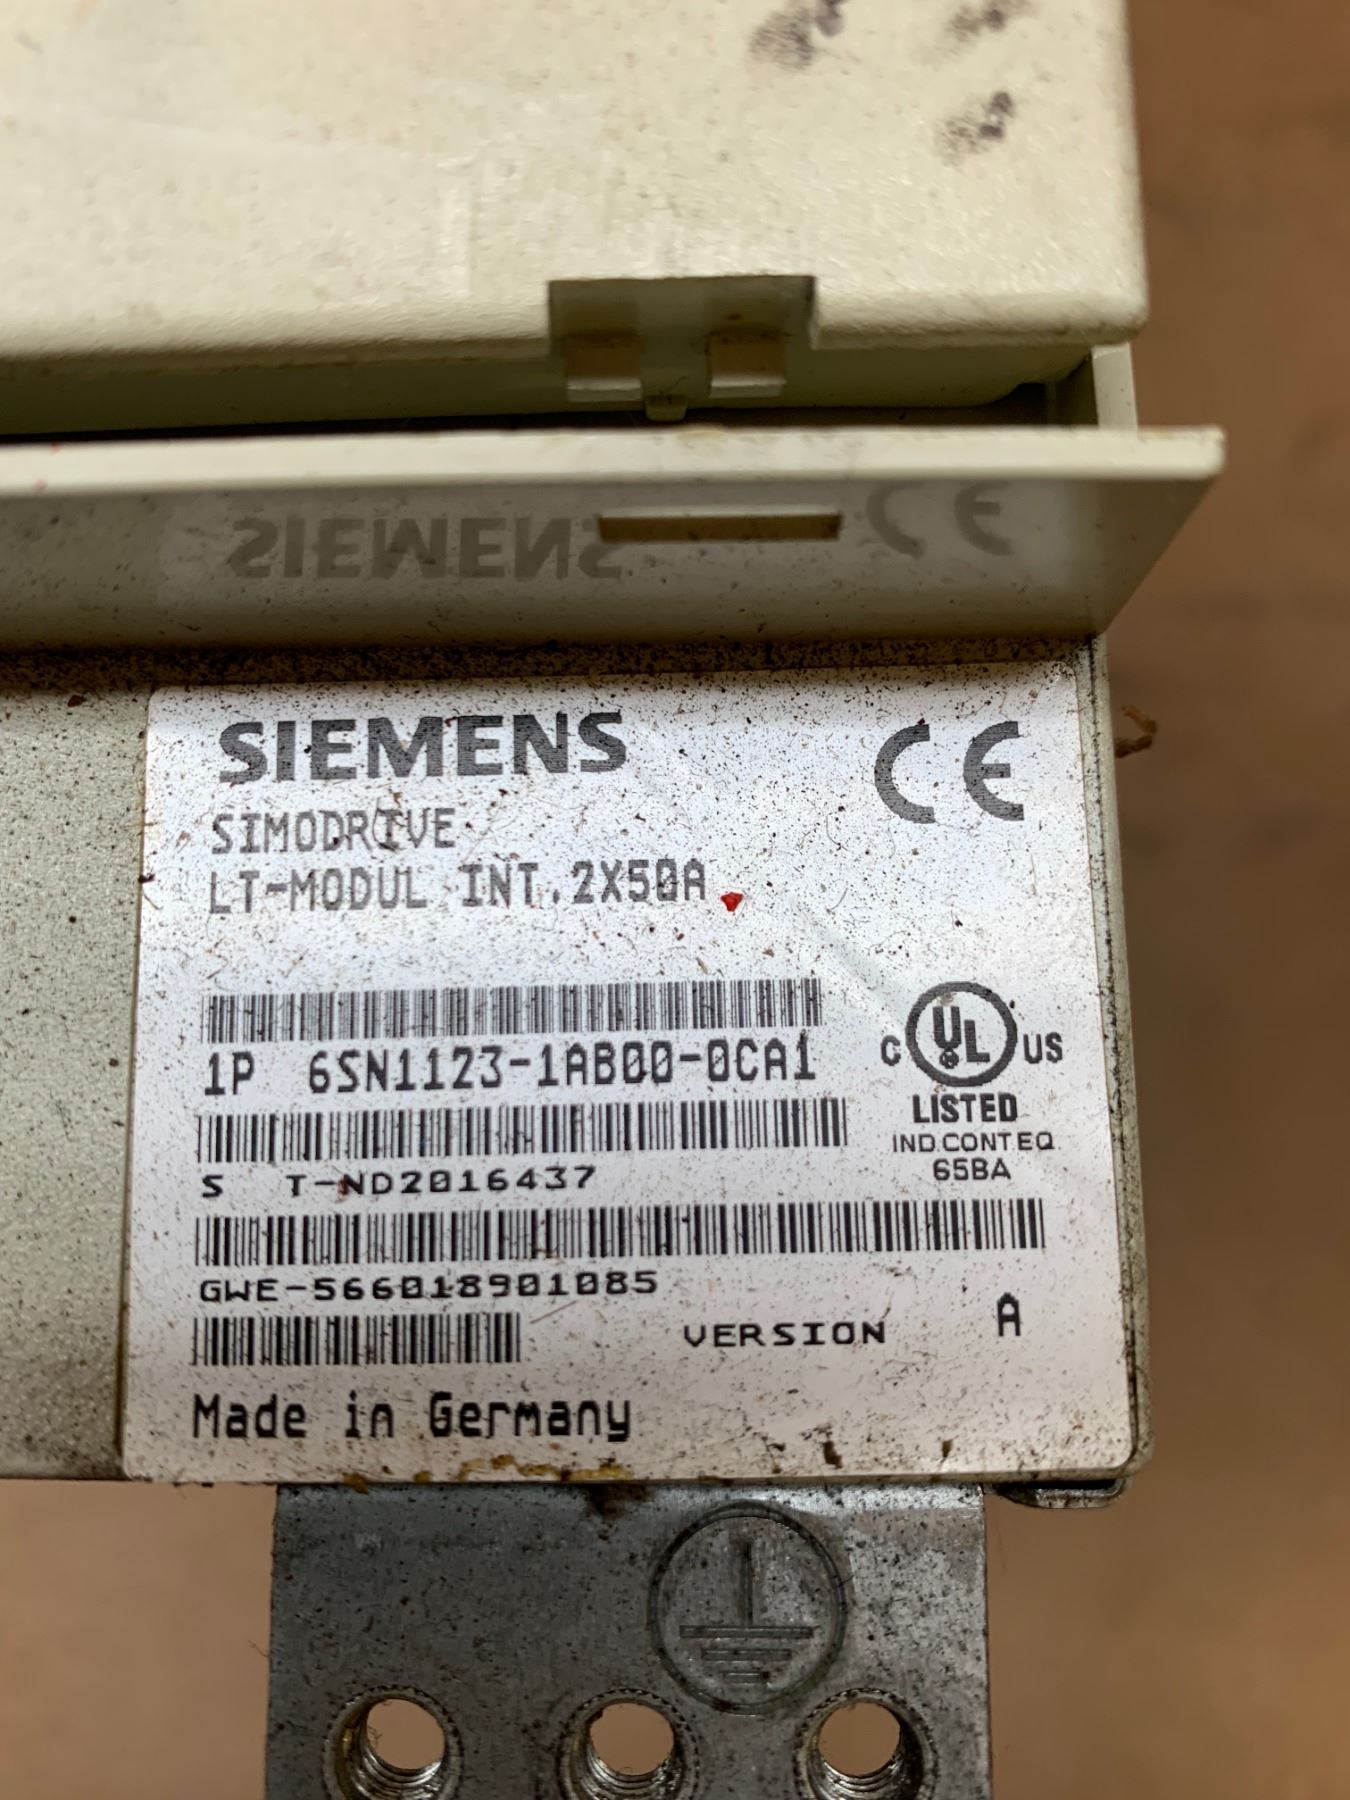 SIEMENS
SIEMENS CE
SIMODRIVE
LT-MODUL INT.2X50A
1P 6SN1123-1AB00-0CA1
C UL US
LISTED
IND.CONT.EQ
65BA
S T-ND2016437
GWE-566018901085
VERSION A
Made in Germany